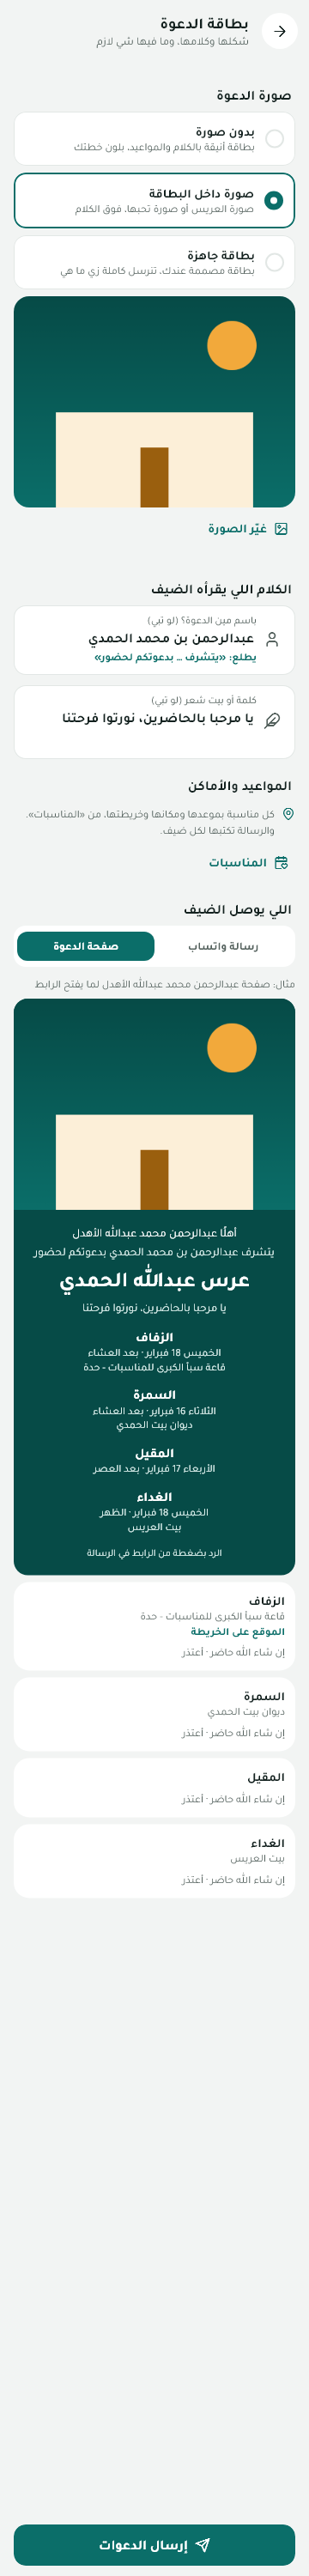 بطاقة الدعوة
شكلها وكلامها، وما فيها شي لازم
صورة الدعوة
بدون صورة
بطاقة أنيقة بالكلام والمواعيد، بلون خطتك
صورة داخل البطاقة
صورة العريس أو صورة تحبها، فوق الكلام
بطاقة جاهزة
بطاقة مصممة عندك، تنرسل كاملة زي ما هي
غيّر الصورة
الكلام اللي يقرأه الضيف
باسم مين الدعوة؟ (لو تبي)
عبدالرحمن بن محمد الحمدي
يطلع: «يتشرف … بدعوتكم لحضور»
كلمة أو بيت شعر (لو تبي)
يا مرحبا بالحاضرين، نورتوا فرحتنا
المواعيد والأماكن
كل مناسبة بموعدها ومكانها وخريطتها، من «المناسبات».
والرسالة تكتبها لكل ضيف.
المناسبات
اللي يوصل الضيف
رسالة واتساب
صفحة الدعوة
مثال: صفحة عبدالرحمن محمد عبدالله الأهدل لما يفتح الرابط
أهلًا عبدالرحمن محمد عبدالله الأهدل
يتشرف عبدالرحمن بن محمد الحمدي بدعوتكم لحضور
عرس عبدالله الحمدي
يا مرحبا بالحاضرين، نورتوا فرحتنا
الزفاف
الخميس 18 فبراير · بعد العشاء
قاعة سبأ الكبرى للمناسبات - حدة
السمرة
الثلاثاء 16 فبراير · بعد العشاء
ديوان بيت الحمدي
المقيل
الأربعاء 17 فبراير · بعد العصر
الغداء
الخميس 18 فبراير · الظهر
بيت العريس
الرد بضغطة من الرابط في الرسالة
الزفاف
قاعة سبأ الكبرى للمناسبات - حدة
الموقع على الخريطة
إن شاء الله حاضر · أعتذر
السمرة
ديوان بيت الحمدي
إن شاء الله حاضر · أعتذر
المقيل
إن شاء الله حاضر · أعتذر
الغداء
بيت العريس
إن شاء الله حاضر · أعتذر
إرسال الدعوات